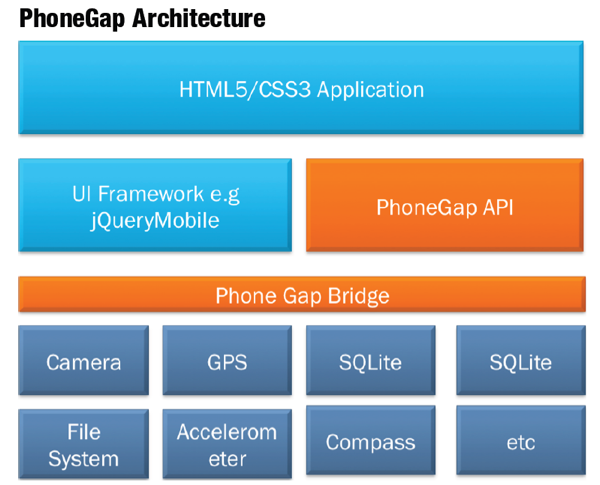 PhoneGap Architecture
HTML5/CSS3 Application
UI Framework e.g
jQueryMobile
PhoneGap API
Phone Gap Bridge
Camera
GPS
SQLite
SQLite
File
System
Accelerom
eter
Compass
etc